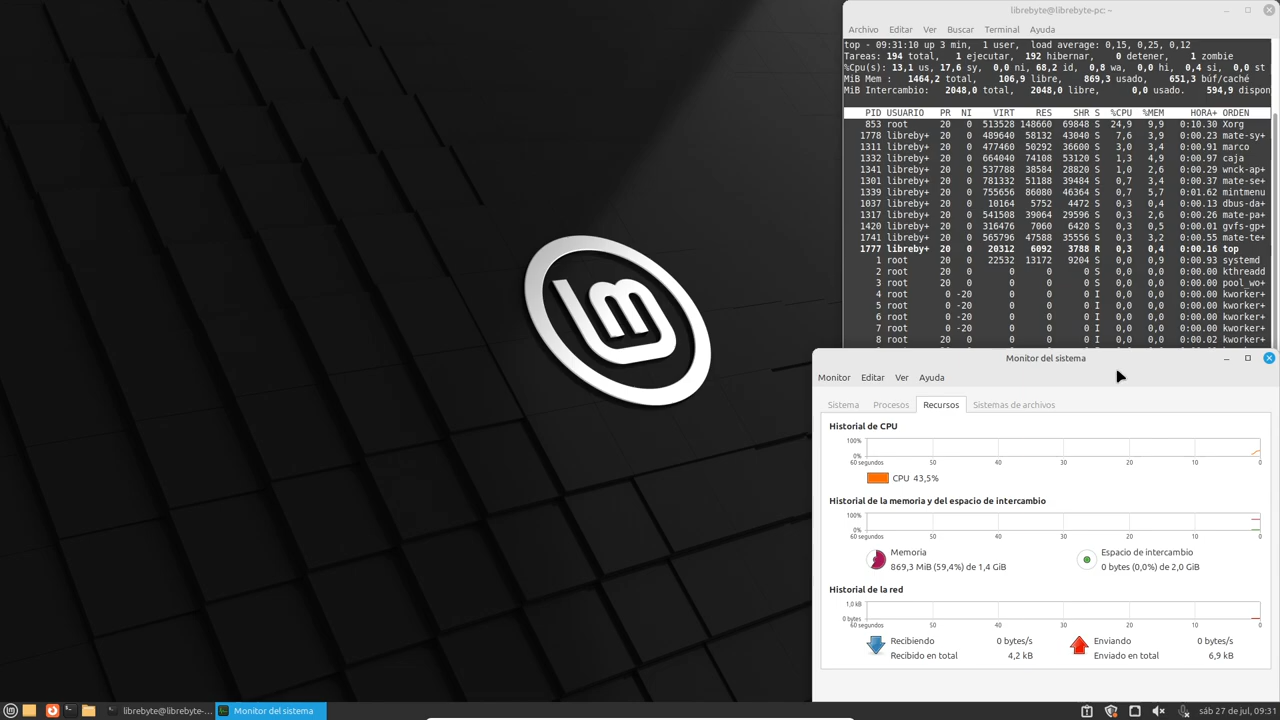 librebyte@librebyte-pc: ~
Archivo Editar Ver Buscar Terminal Ayuda
top - 09:31:10 up 3 min, 1 user, load average: 0,15, 0,25, 0,12
Tareas: 194 total, 1 ejecutar, 192 hibernar, 0 detener, 1 zombie
%Cpu(s): 13,1 us, 17,6 sy, 0,0 ni, 68,2 id, 0,8 wa, 0,0 hi, 0,4 si, 0,0 st
MiB Mem : 1464,2 total, 106,9 libre, 869,3 usado, 651,3 búf/caché
MiB Intercambio: 2048,0 total, 2048,0 libre, 0,0 usado. 594,9 dispon
PID USUARIO PR NI VIRT RES SHR S %CPU %MEM HORA+ ORDEN
853 root 20 0 513528 148660 69848 S 24,9 9,9 0:10.30 Xorg
1778 libreby+ 20 0 489640 58132 43040 S 7,6 3,9 0:00.23 mate-sy+
1311 libreby+ 20 0 477460 50292 36600 S 3,0 3,4 0:00.91 marco
1332 libreby+ 20 0 664040 74108 53120 S 1,3 4,9 0:00.97 caja
1341 libreby+ 20 0 537788 38584 28820 S 1,0 2,6 0:00.29 wnck-ap+
1301 libreby+ 20 0 781332 51188 39484 S 0,7 3,4 0:00.37 mate-se+
1339 libreby+ 20 0 755656 86080 46364 S 0,7 5,7 0:01.62 mintmenu
1037 libreby+ 20 0 10164 5752 4472 S 0,3 0,4 0:00.13 dbus-da+
1317 libreby+ 20 0 541508 39064 29596 S 0,3 2,6 0:00.26 mate-pa+
1420 libreby+ 20 0 316476 7060 6420 S 0,3 0,5 0:00.01 gvfs-gp+
1741 libreby+ 20 0 565796 47588 35556 S 0,3 3,2 0:00.55 mate-te+
1777 libreby+ 20 0 20312 6092 3788 R 0,3 0,4 0:00.16 top
1 root 20 0 22532 13172 9204 S 0,0 0,9 0:00.93 systemd
2 root 20 0 0 0 0 S 0,0 0,0 0:00.00 kthreadd
3 root 20 0 0 0 0 S 0,0 0,0 0:00.00 pool_wo+
4 root 0 -20 0 0 0 I 0,0 0,0 0:00.00 kworker+
5 root 0 -20 0 0 0 I 0,0 0,0 0:00.00 kworker+
6 root 0 -20 0 0 0 I 0,0 0,0 0:00.00 kworker+
7 root 0 -20 0 0 0 I 0,0 0,0 0:00.00 kworker+
8 root 20 0 0 0 0 I 0,0 0,0 0:00.02 kworker+
Monitor del sistema
Monitor Editar Ver Ayuda
Sistema Procesos Recursos Sistemas de archivos
Historial de CPU
100%
0%
60 segundos 50 40 30 20 10 0
CPU 43,5%
Historial de la memoria y del espacio de intercambio
100%
0%
60 segundos 50 40 30 20 10 0
Memoria Espacio de intercambio
869,3 MiB (59,4%) de 1,4 GiB 0 bytes (0,0%) de 2,0 GiB
Historial de la red
1,0 kB
0 bytes
60 segundos 50 40 30 20 10 0
Recibiendo 0 bytes/s Enviando 0 bytes/s
Recibido en total 4,2 kB Enviado en total 6,9 kB
librebyte@librebyte-... Monitor del sistema sáb 27 de jul, 09:31